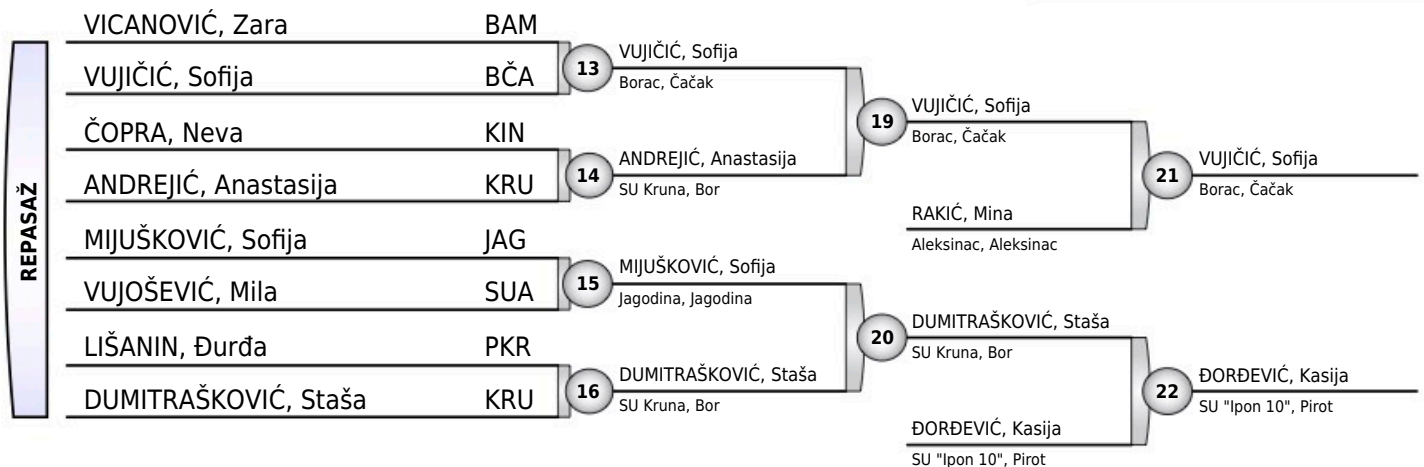 REPASAŽ
VICANOVIĆ, Zara BAM
VUJIČIĆ, Sofija BČA
ČOPRA, Neva KIN
ANDREJIĆ, Anastasija KRU
MIJUŠKOVIĆ, Sofija JAG
VUJOŠEVIĆ, Mila SUA
LIŠANIN, Đurđa PKR
DUMITRAŠKOVIĆ, Staša KRU
13
VUJIČIĆ, Sofija
Borac, Čačak
14
ANDREJIĆ, Anastasija
SU Kruna, Bor
15
MIJUŠKOVIĆ, Sofija
Jagodina, Jagodina
16
DUMITRAŠKOVIĆ, Staša
SU Kruna, Bor
19
VUJIČIĆ, Sofija
Borac, Čačak
RAKIĆ, Mina
Aleksinac, Aleksinac
20
DUMITRAŠKOVIĆ, Staša
SU Kruna, Bor
ĐORĐEVIĆ, Kasija
SU "Ipon 10", Pirot
21
VUJIČIĆ, Sofija
Borac, Čačak
22
ĐORĐEVIĆ, Kasija
SU "Ipon 10", Pirot